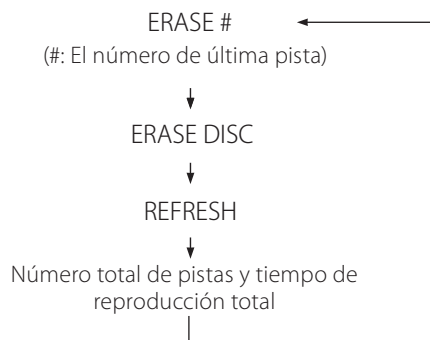 ERASE #
(#: El número de última pista)
ERASE DISC
REFRESH
Número total de pistas y tiempo de
reproducción total